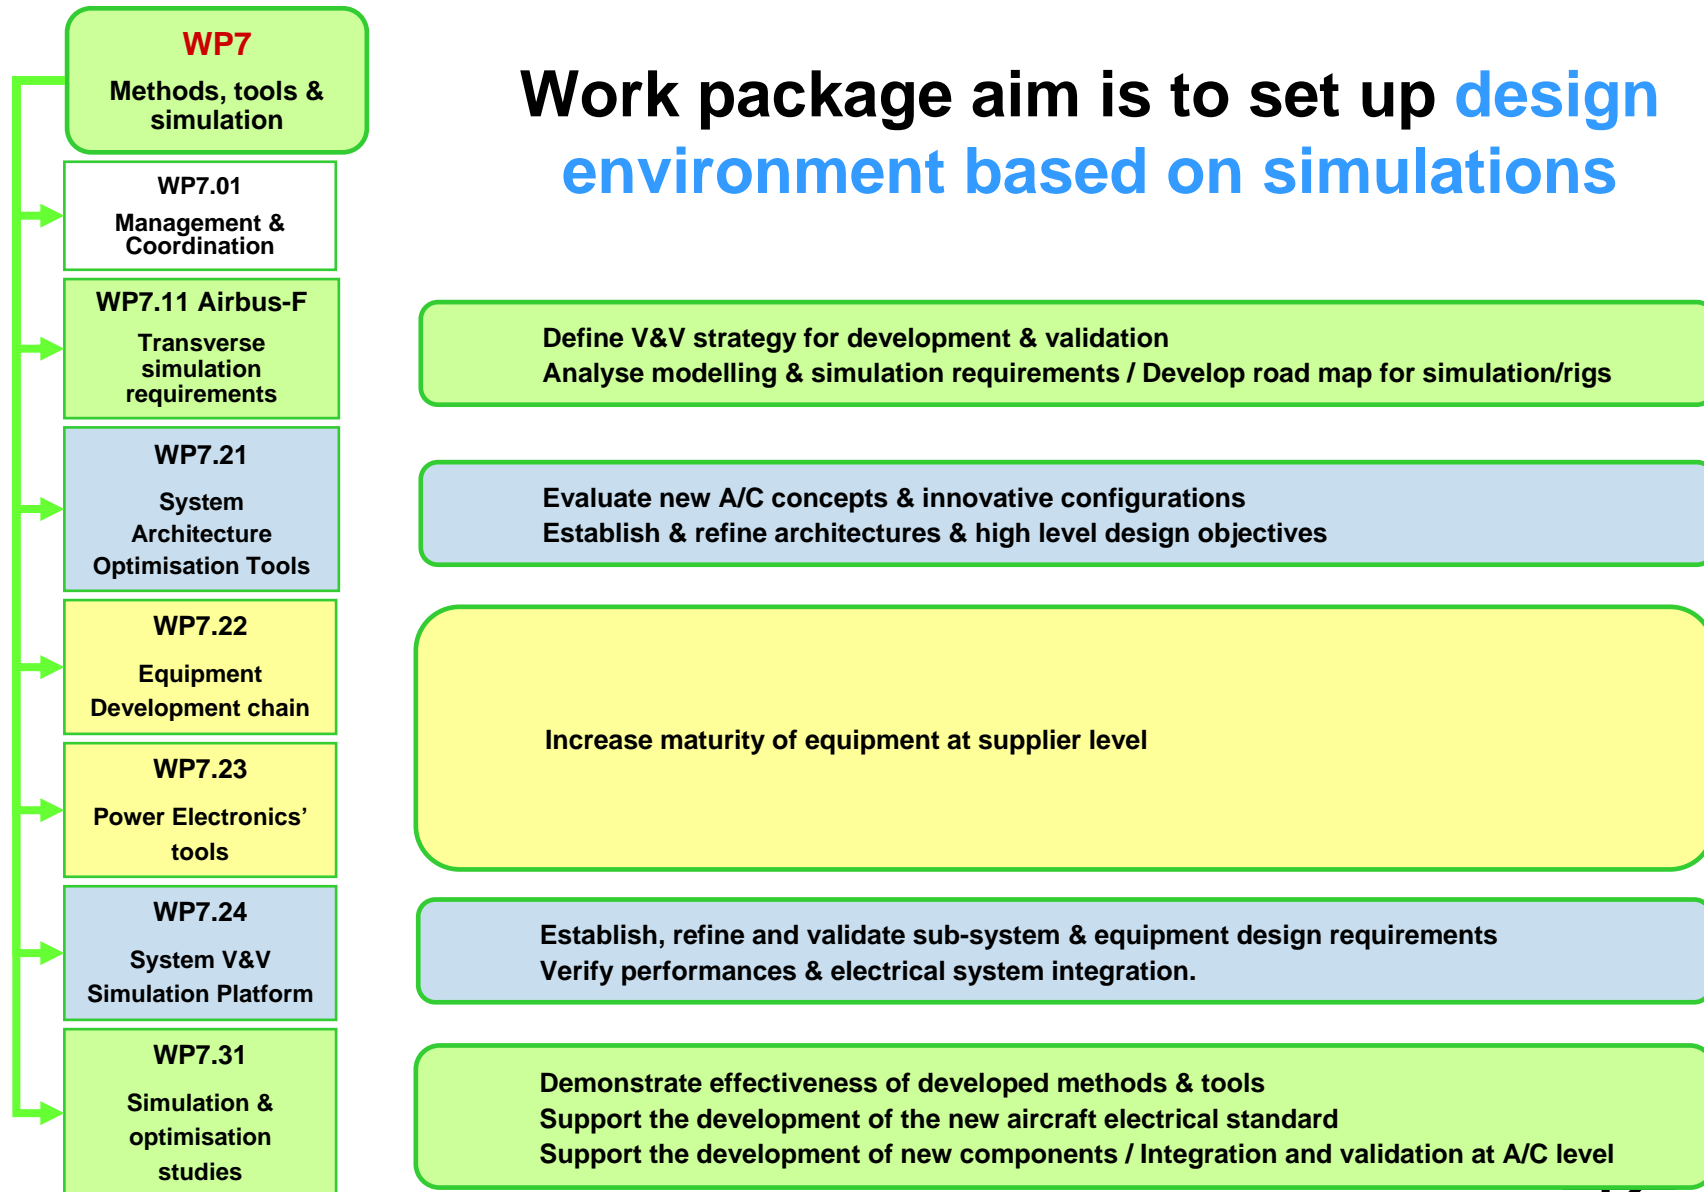 WP7
Methods, tools &
simulation
Work package aim is to set up design
environment based on simulations
WP7.01
Management &
Coordination
WP7.11 Airbus-F
Transverse
simulation
requirements
Define V&V strategy for development & validation
Analyse modelling & simulation requirements / Develop road map for simulation/rigs
WP7.21
System
Architecture
Optimisation Tools
Evaluate new A/C concepts & innovative configurations
Establish & refine architectures & high level design objectives
WP7.22
Equipment
Development chain
WP7.23
Power Electronics’
tools
Increase maturity of equipment at supplier level
WP7.24
System V&V
Simulation Platform
Establish, refine and validate sub-system & equipment design requirements
Verify performances & electrical system integration.
WP7.31
Simulation &
optimisation
studies
Demonstrate effectiveness of developed methods & tools
Support the development of the new aircraft electrical standard
Support the development of new components / Integration and validation at A/C level